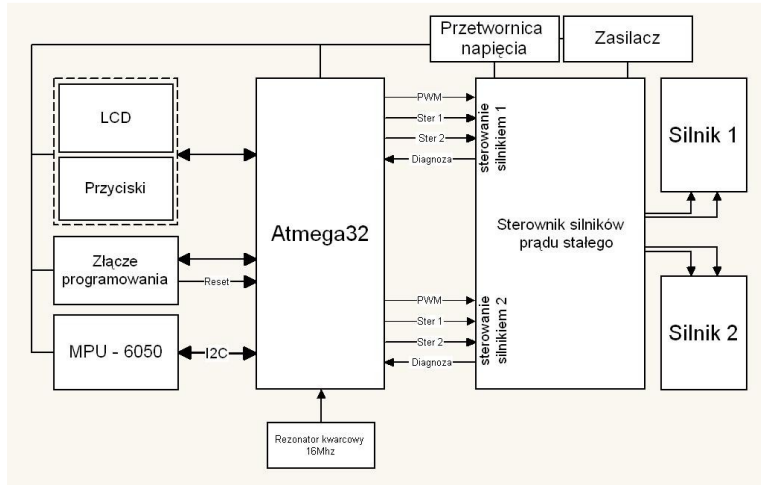 Przetwornica
napięcia
Zasilacz
LCD
Przyciski
Złącze
programowania
Reset
MPU - 6050
I2C
Atmega32
Rezonator kwarcowy
16Mhz
PWM
Ster 1
Ster 2
Diagnoza
sterowanie
silnikiem 1
PWM
Ster 1
Ster 2
Diagnoza
sterowanie
silnikiem 2
Sterownik silników
prądu stałego
Silnik 1
Silnik 2